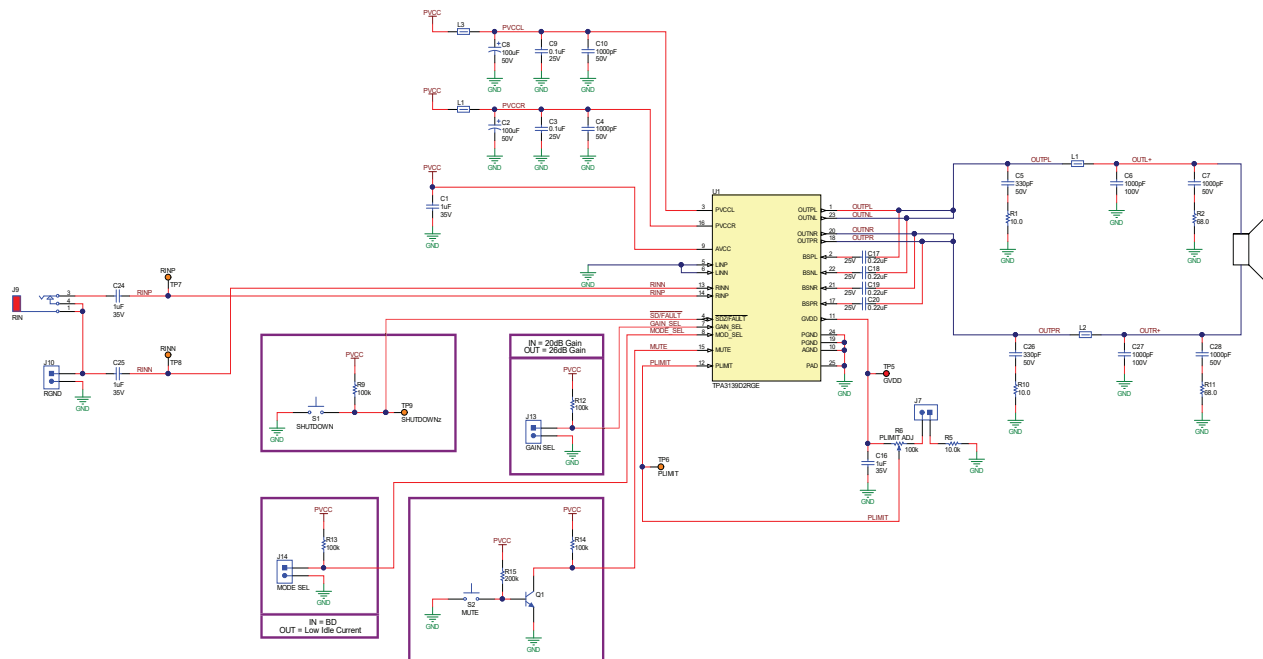 PVCC
L3
PVCCL
C8
100uF
50V
C9
0.1uF
25V
C10
1000pF
50V
GND
GND
GND
PVCC
L1
PVCCR
C2
100uF
50V
C3
0.1uF
25V
C4
1000pF
50V
GND
GND
GND
PVCC
C1
1uF
35V
GND
U1
3
PVCCL
16
PVCCR
9
AVCC
5
LINP
6
LINN
13
RINN
14
RINP
4
SDZ/FAULT
7
GAIN_SEL
8
MOD_SEL
15
MUTE
12
PLIMIT
OUTPL
1
OUTPL
OUTNL
23
OUTNL
OUTNR
20
OUTNR
OUTPR
18
OUTPR
BSPL
2
BSNL
22
BSNR
21
BSPR
17
GVDD
11
PGND
24
PGND
19
AGND
10
PAD
25
TPA3139D2RGE
C17
25V
0.22uF
C18
25V
0.22uF
C19
25V
0.22uF
C20
25V
0.22uF
GND
GND
J9
RIN
3
4
1
C24
1uF
35V
RINP
TP7
RINN
RINP
J10
RGND
GND
C25
1uF
35V
RINN
RINN
TP8
SD/FAULT
GAIN_SEL
MODE_SEL
MUTE
PLIMIT
PVCC
R9
100k
S1
SHUTDOWN
GND
TP9
SHUTDOWNz
IN = 20dB Gain
OUT = 26dB Gain
PVCC
R12
100k
J13
GAIN SEL
GND
PVCC
R13
100k
J14
MODE SEL
GND
IN = BD
OUT = Low Idle Current
PVCC
R14
100k
PVCC
R15
200k
S2
MUTE
Q1
GND
GND
TP6
PLIMIT
PLIMIT
TP5
GVDD
C16
1uF
35V
GND
R6
PLIMIT ADJ
100k
J7
R5
10.0k
GND
OUTPL
L1
OUTL+
C5
330pF
50V
R1
10.0
GND
C6
1000pF
100V
GND
C7
1000pF
50V
R2
68.0
GND
OUTPR
L2
OUTR+
C26
330pF
50V
R10
10.0
GND
C27
1000pF
100V
GND
C28
1000pF
50V
R11
68.0
GND